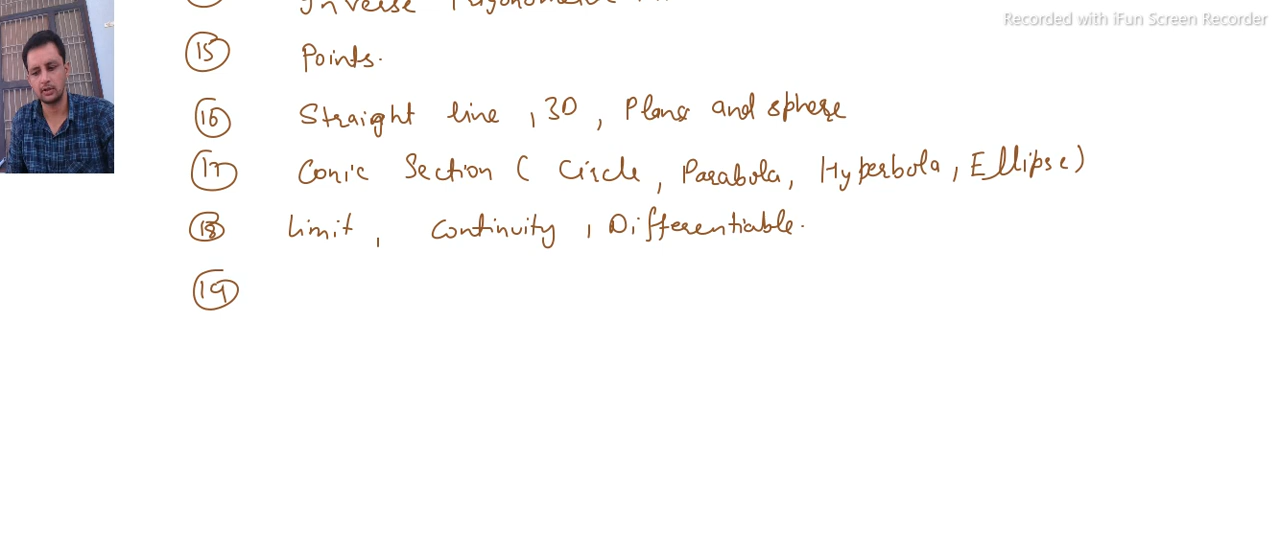 Inverse
Recorded with iFun Screen Recorder
15 Points.
16 Straight line, 3D, Plane and sphere
17 Conic Section ( Circle, Parabola, Hyperbola, Ellipse)
18 Limit, Continuity, Differentiable.
19